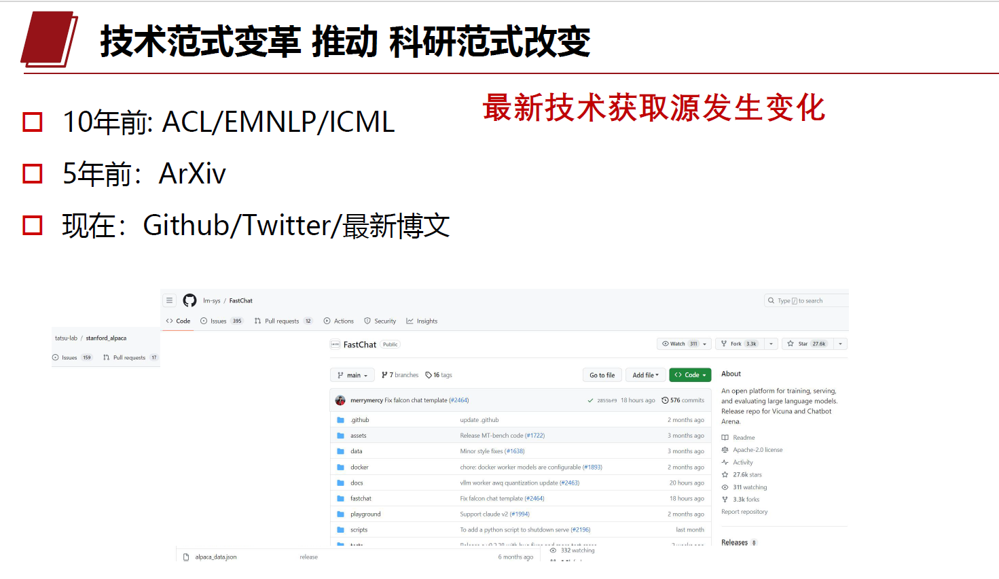 技术范式变革 推动 科研范式改变
最新技术获取源发生变化
10年前: ACL/EMNLP/ICML
5年前：ArXiv
现在：Github/Twitter/最新博文
lm-sys / FastChat
Type / to search
Code Issues 395 Pull requests 12 Actions Security Insights
tatsu-lab / stanford_alpaca
Issues 159 Pull requests 17
FastChat Public
Watch 311 Fork 3.3k Star 27.6k
main 7 branches 16 tags Go to file Add file Code
merrymercy Fix falcon chat template (#2464) 2855bf9 18 hours ago 576 commits
.github update .github 2 months ago
assets Release MT-bench code (#1722) 3 months ago
data Minor style fixes (#1638) 3 months ago
docker chore: docker worker models are configurable (#1893) 2 months ago
docs vllm worker awq quantization update (#2463) 20 hours ago
fastchat Fix falcon chat template (#2464) 18 hours ago
playground Support claude v2 (#1994) 2 months ago
scripts To add a python script to shutdown serve (#2196) last month
About
An open platform for training, serving,
and evaluating large language models.
Release repo for Vicuna and Chatbot
Arena.
Readme
Apache-2.0 license
Activity
27.6k stars
311 watching
3.3k forks
Report repository
Releases 8
332 watching
alpaca_data.json release 6 months ago